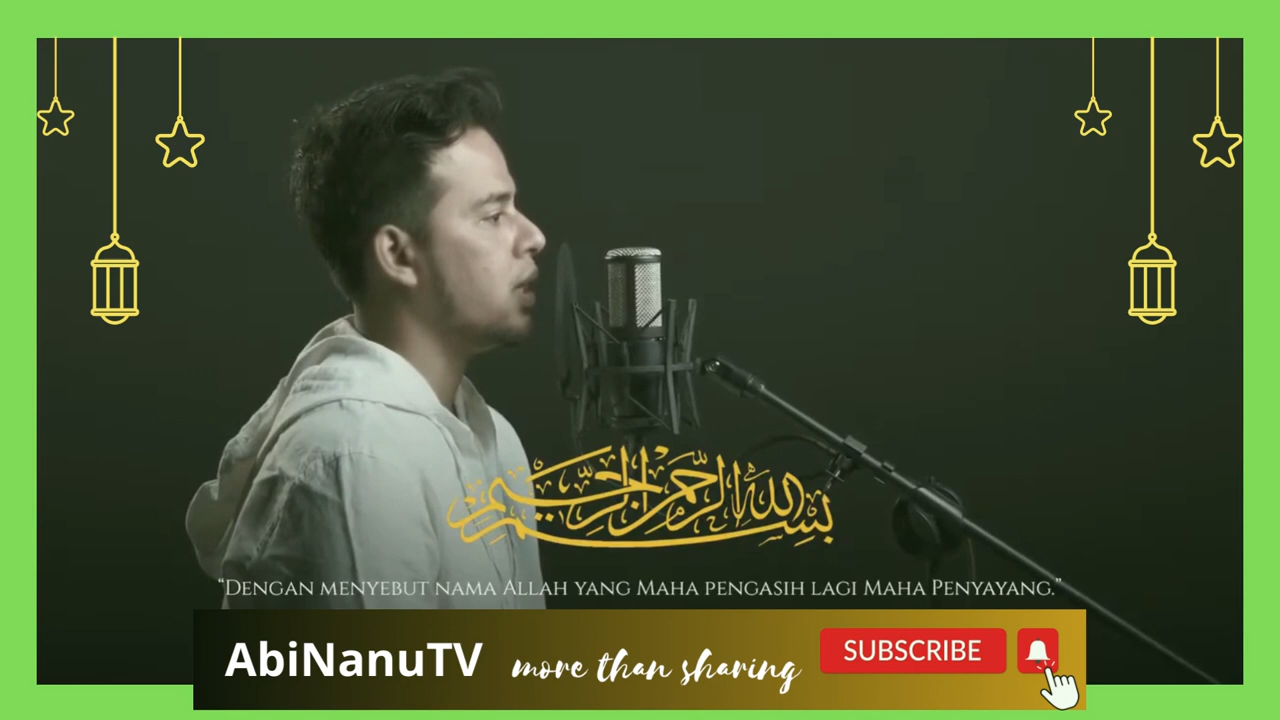 بسم الله الرحمن الرحيم
“DENGAN MENYEBUT NAMA ALLAH YANG MAHA PENGASIH LAGI MAHA PENYAYANG.”
AbiNanuTV more than sharing SUBSCRIBE